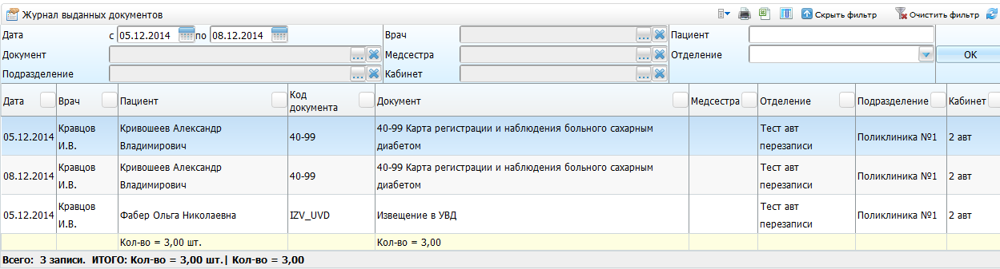 Журнал выданных документов
Скрыть фильтр
Очистить фильтр
Дата с 05.12.2014 по 08.12.2014 Врач ... Пациент
Документ ... Медсестра ... Отделение OK
Подразделение ... Кабинет ...
Дата Врач Пациент Код документа Документ Медсестра Отделение Подразделение Кабинет
05.12.2014 Кравцов И.В. Кривошеев Александр Владимирович 40-99 40-99 Карта регистрации и наблюдения больного сахарным диабетом Тест авт перезаписи Поликлиника №1 2 авт
08.12.2014 Кравцов И.В. Кривошеев Александр Владимирович 40-99 40-99 Карта регистрации и наблюдения больного сахарным диабетом Тест авт перезаписи Поликлиника №1 2 авт
05.12.2014 Кравцов И.В. Фабер Ольга Николаевна IZV_UVD Извещение в УВД Тест авт перезаписи Поликлиника №1 2 авт
Кол-во = 3,00 шт. Кол-во = 3,00
Всего: 3 записи. ИТОГО: Кол-во = 3,00 шт.| Кол-во = 3,00